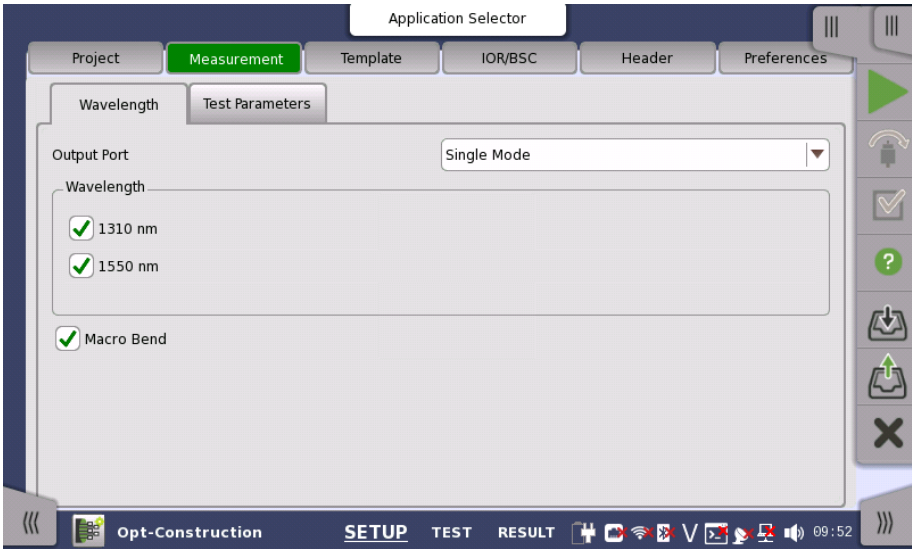 Application Selector
Project Measurement Template IOR/BSC Header Preferences
Wavelength Test Parameters
Output Port Single Mode
Wavelength
1310 nm
1550 nm
Macro Bend
Opt-Construction SETUP TEST RESULT 09:52